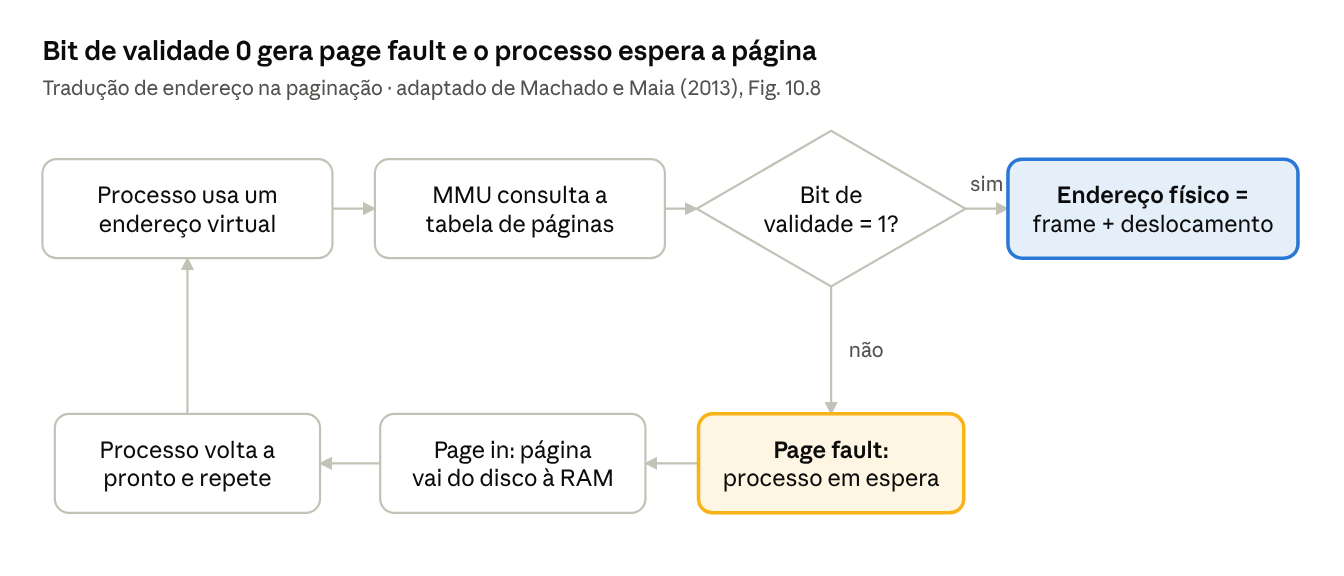 Bit de validade 0 gera page fault e o processo espera a página
Tradução de endereço na paginação · adaptado de Machado e Maia (2013), Fig. 10.8
Processo usa um
endereço virtual
MMU consulta a
tabela de páginas
Bit de
validade = 1?
sim
Endereço físico =
frame + deslocamento
não
Page fault:
processo em espera
Page in: página
vai do disco à RAM
Processo volta a
pronto e repete